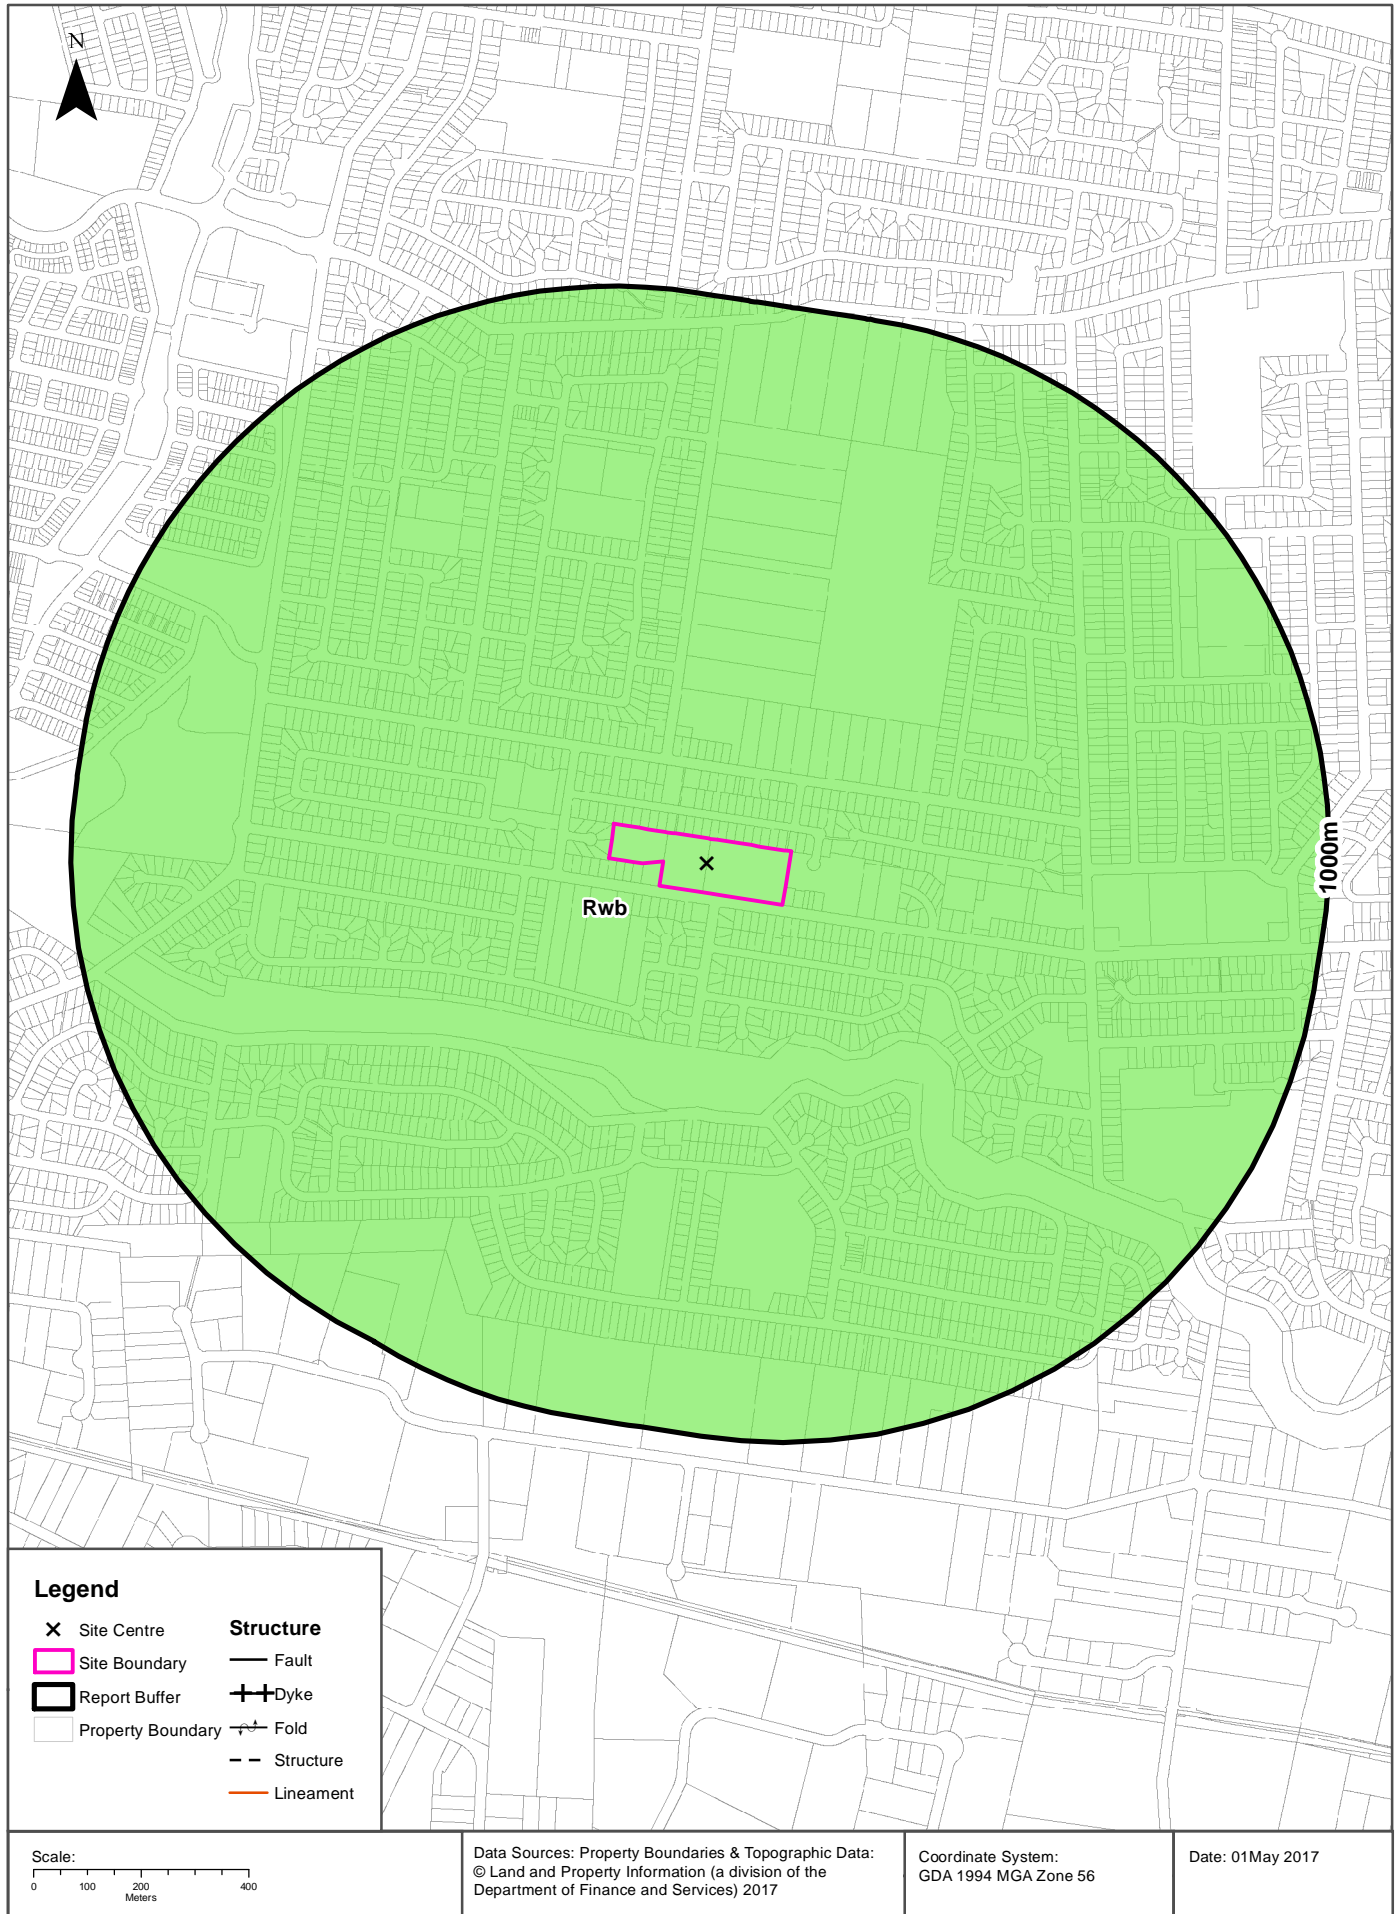 N
1000m
Rwb
Legend
Site Centre
Site Boundary
Report Buffer
Property Boundary
Structure
Fault
Dyke
Fold
Structure
Lineament
Scale:
0 100 200 400
Meters
Data Sources: Property Boundaries & Topographic Data:
© Land and Property Information (a division of the
Department of Finance and Services) 2017
Coordinate System:
GDA 1994 MGA Zone 56
Date: 01May 2017